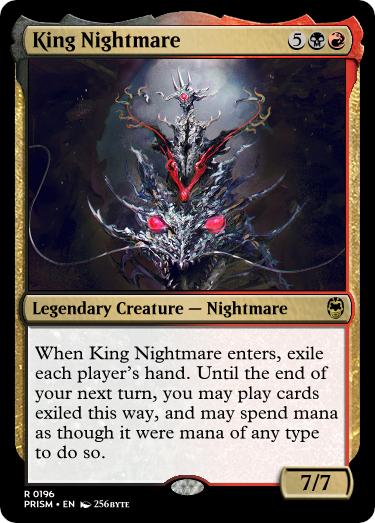 King Nightmare 5
Legendary Creature — Nightmare
When King Nightmare enters, exile
each player's hand. Until the end of
your next turn, you may play cards
exiled this way, and may spend mana
as though it were mana of any type
to do so.
7/7
R 0196
PRISM • EN 256BYTE